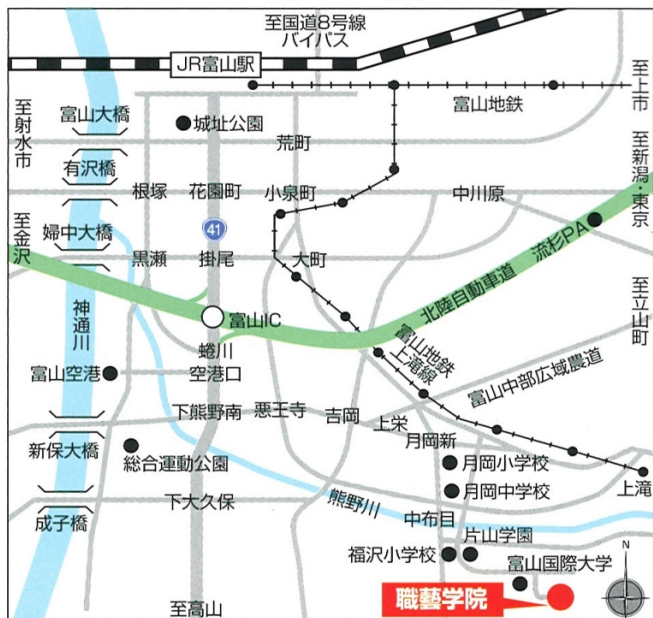 至国道8号線
バイパス
JR富山駅
至上市
富山地鉄
富山大橋
城址公園
至射水市
荒町
有沢橋
至新潟・東京
根塚
花園町
小泉町
中川原
至金沢
婦中大橋
41
流杉PA
黒瀬
掛尾
大町
北陸自動車道
至立山町
神通川
富山IC
富山地鉄
上滝線
蜷川
富山空港
空港口
富山中部広域農道
下熊野南
悪王寺
吉岡
上栄
月岡新
新保大橋
総合運動公園
月岡小学校
上滝
下大久保
熊野川
月岡中学校
成子橋
中布目
片山学園
福沢小学校
富山国際大学
N
職藝学院
至高山